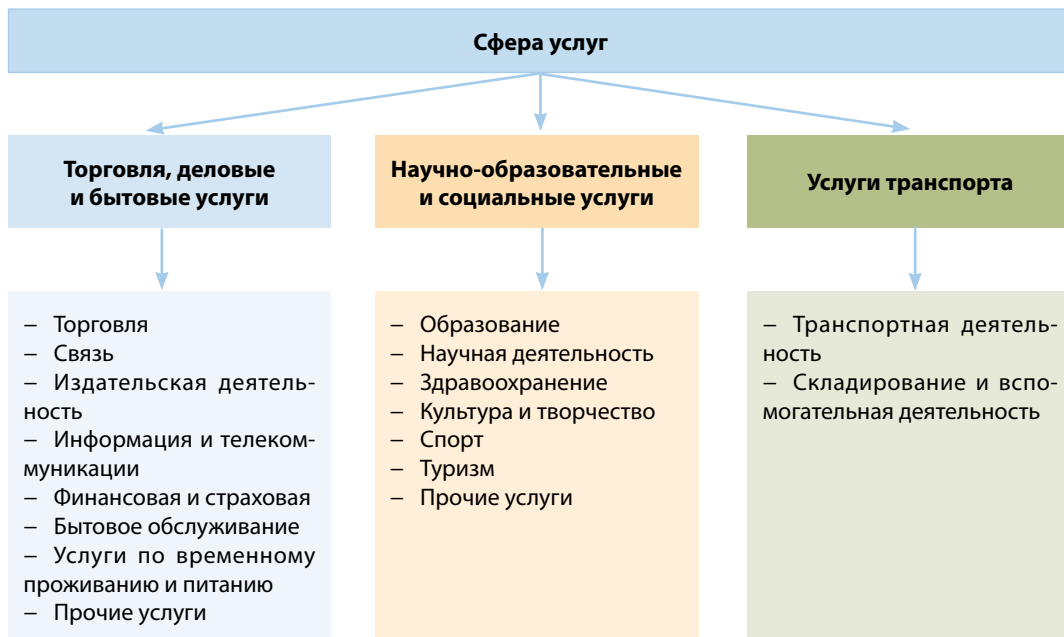 Сфера услуг
Торговля, деловые
и бытовые услуги
Научно-образовательные
и социальные услуги
Услуги транспорта
– Торговля
– Связь
– Издательская деятель-
ность
– Информация и телеком-
муникации
– Финансовая и страховая
– Бытовое обслуживание
– Услуги по временному
проживанию и питанию
– Прочие услуги
– Образование
– Научная деятельность
– Здравоохранение
– Культура и творчество
– Спорт
– Туризм
– Прочие услуги
– Транспортная деятель-
ность
– Складирование и вспо-
могательная деятельность